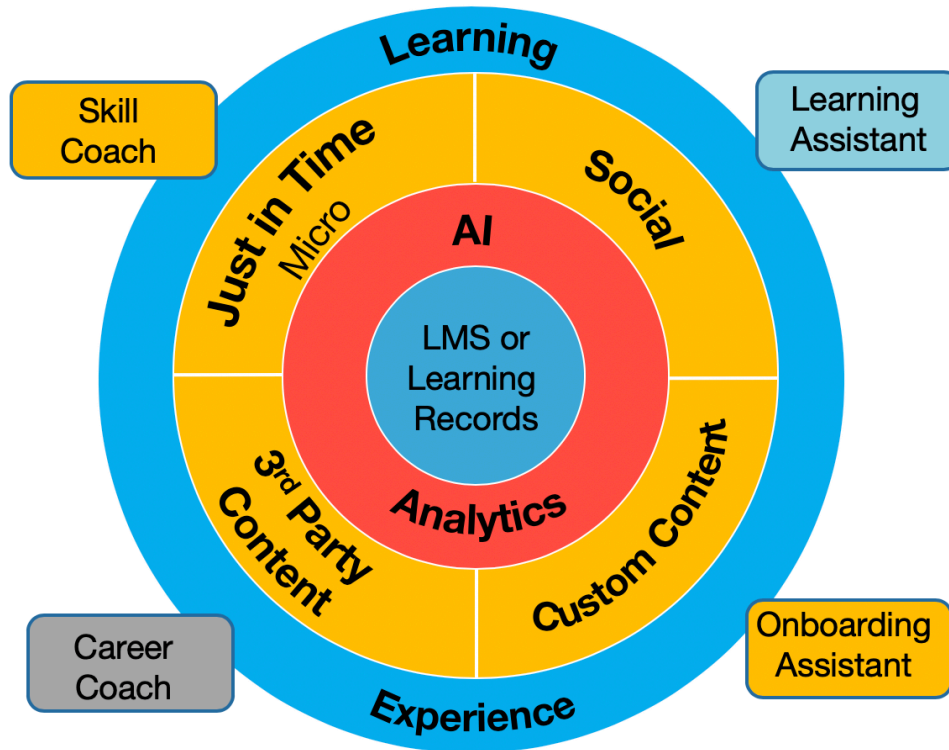 Learning
Skill
Coach
Learning
Assistant
Just in Time
Micro
Social
AI
LMS or
Learning
Records
Analytics
3rd Party
Content
Custom Content
Career
Coach
Onboarding
Assistant
Experience